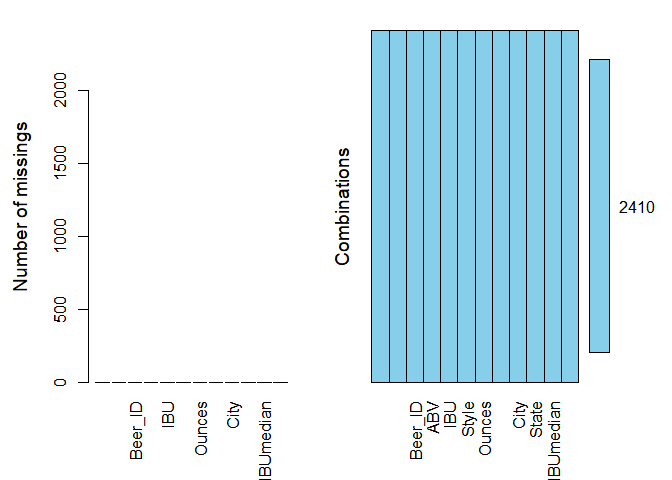 Number of missings
2000
1500
1000
500
0
Beer_ID
IBU
Ounces
City
IBUmedian
Combinations
Beer_ID
ABV
IBU
Style
Ounces
City
State
IBUmedian
2410